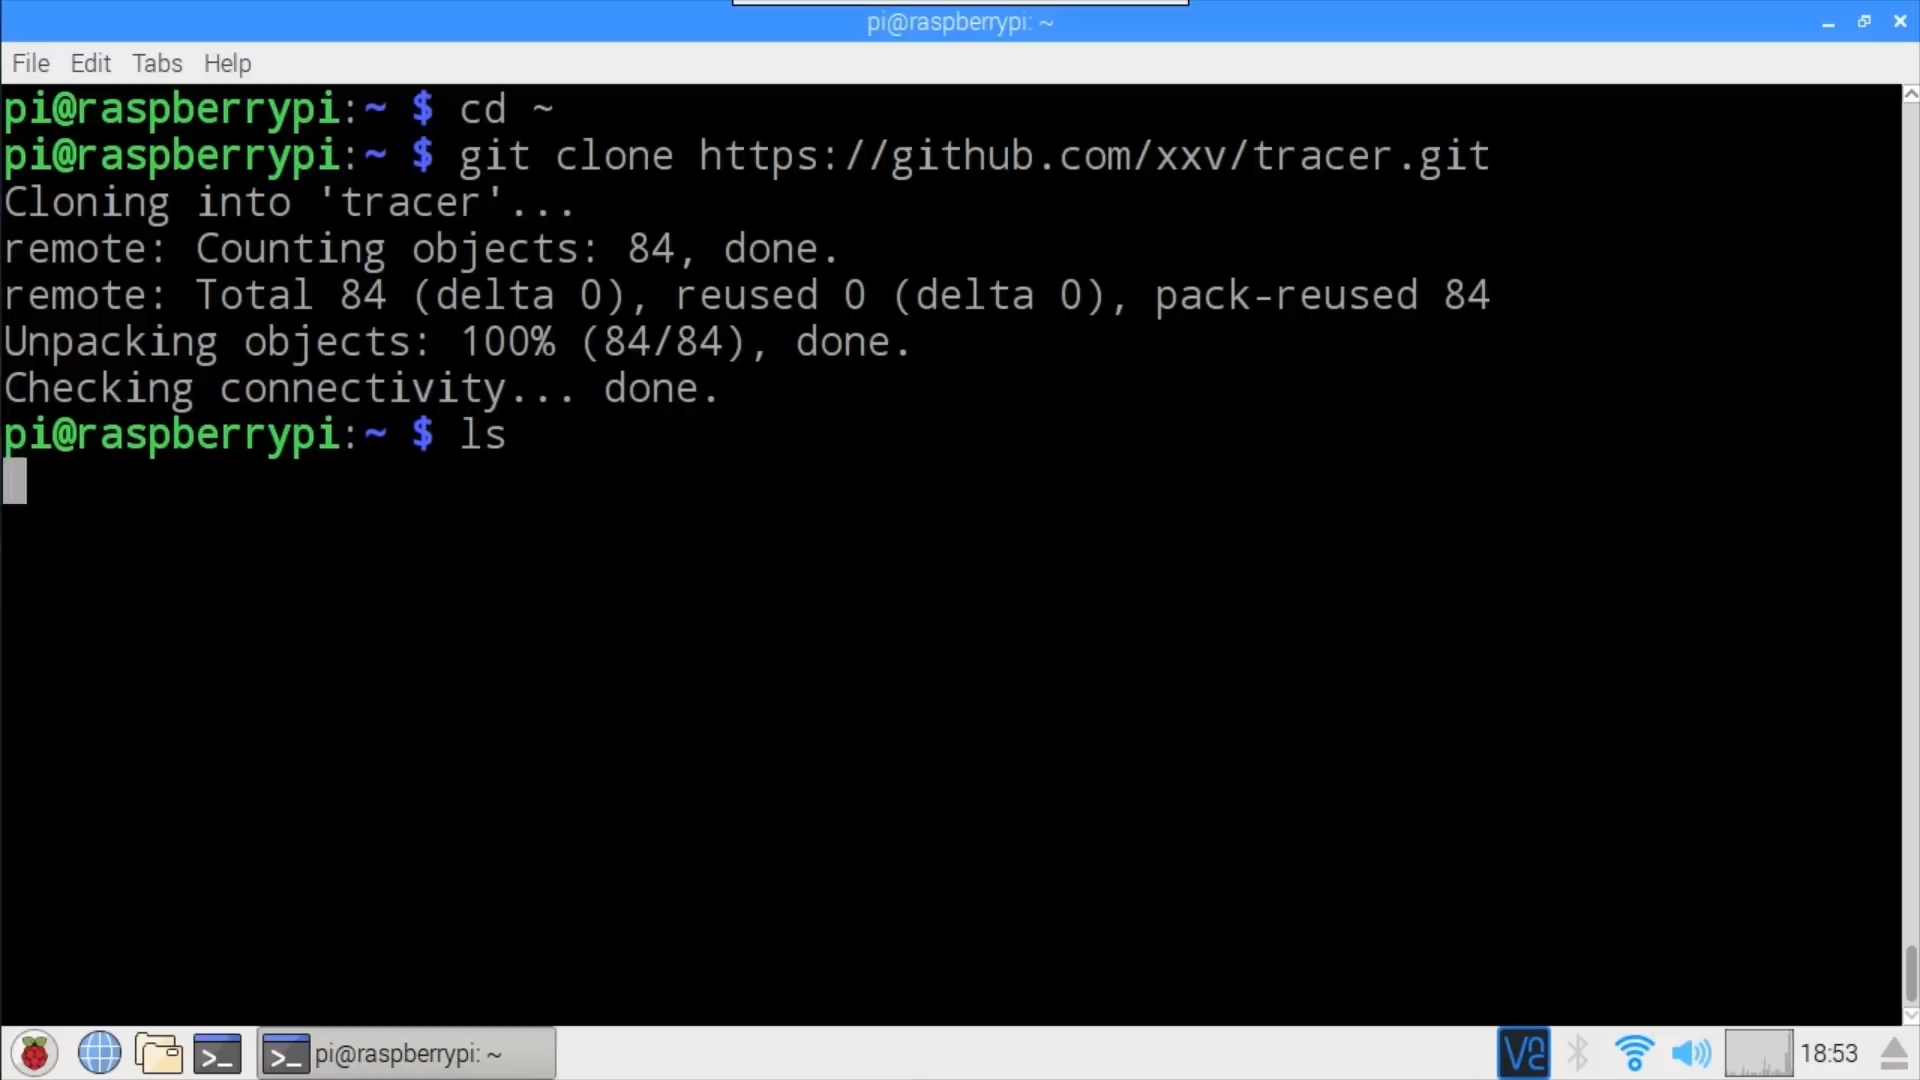 pi@raspberrypi: ~
File Edit Tabs Help
pi@raspberrypi:~ $ cd ~
pi@raspberrypi:~ $ git clone https://github.com/xxv/tracer.git
Cloning into 'tracer'...
remote: Counting objects: 84, done.
remote: Total 84 (delta 0), reused 0 (delta 0), pack-reused 84
Unpacking objects: 100% (84/84), done.
Checking connectivity... done.
pi@raspberrypi:~ $ ls
>_ >_ pi@raspberrypi: ~ 18:53